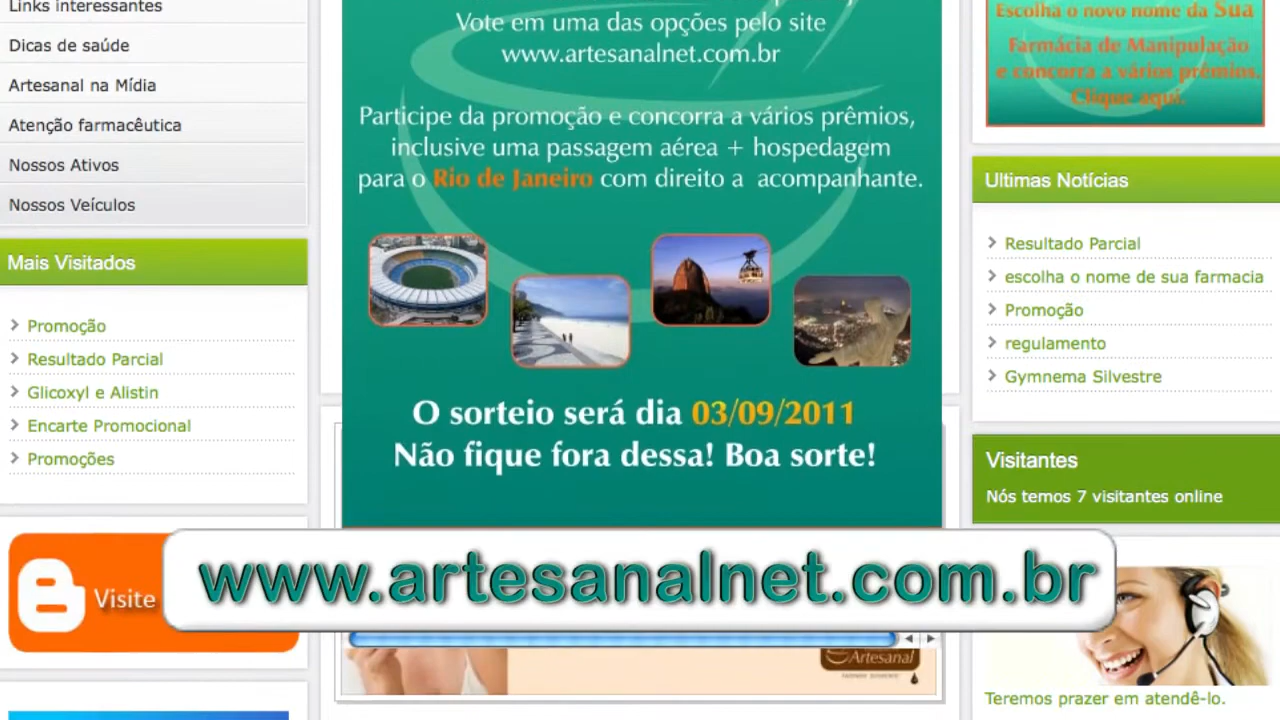 Links interessantes
Dicas de saúde
Artesanal na Mídia
Atenção farmacêutica
Nossos Ativos
Nossos Veículos
Mais Visitados
Promoção
Resultado Parcial
Glicoxyl e Alistin
Encarte Promocional
Promoções
Visite
Vote em uma das opções pelo site
www.artesanalnet.com.br
Participe da promoção e concorra a vários prêmios,
inclusive uma passagem aérea + hospedagem
para o Rio de Janeiro com direito a acompanhante.
O sorteio será dia 03/09/2011
Não fique fora dessa! Boa sorte!
www.artesanalnet.com.br
Artesanal
Escolha o novo nome da Sua
Farmácia de Manipulação
e concorra a vários prêmios.
Clique aqui.
Ultimas Notícias
Resultado Parcial
escolha o nome de sua farmacia
Promoção
regulamento
Gymnema Silvestre
Visitantes
Nós temos 7 visitantes online
Teremos prazer em atendê-lo.